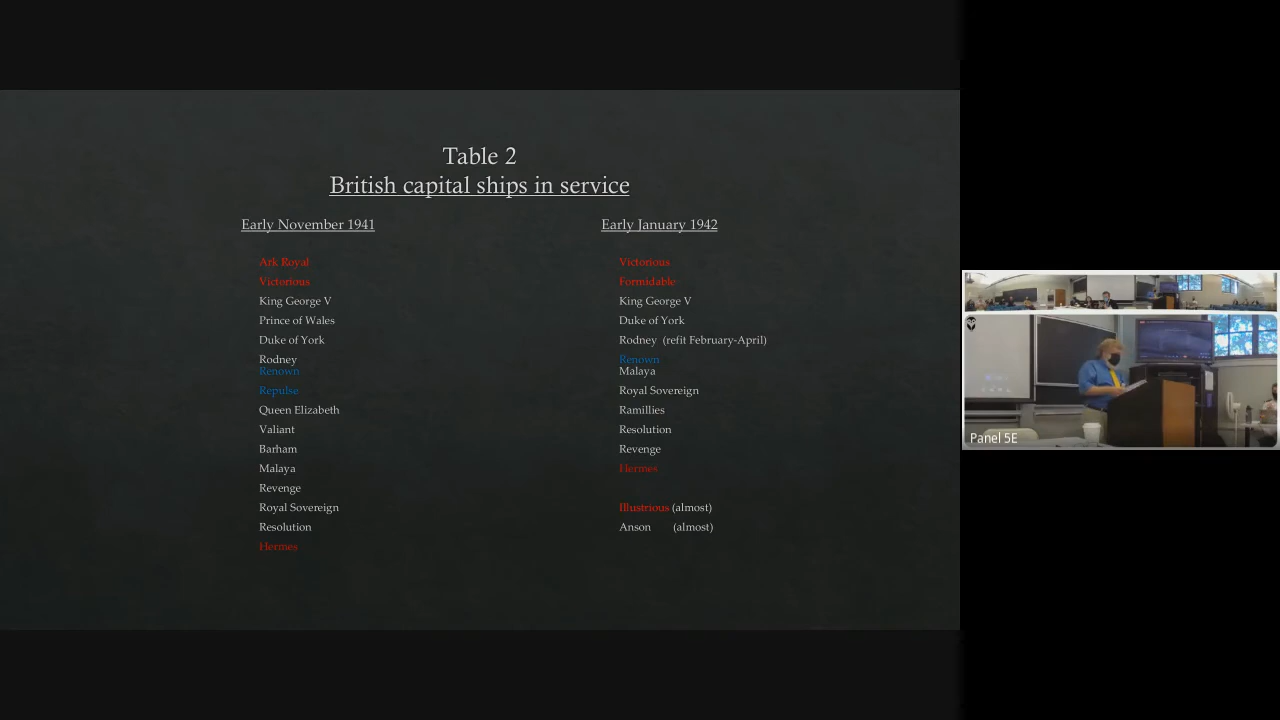 Table 2
British capital ships in service
Early November 1941
Ark Royal
Victorious
King George V
Prince of Wales
Duke of York
Rodney
Renown
Repulse
Queen Elizabeth
Valiant
Barham
Malaya
Revenge
Royal Sovereign
Resolution
Hermes
Early January 1942
Victorious
Formidable
King George V
Duke of York
Rodney (refit February-April)
Renown
Malaya
Royal Sovereign
Ramillies
Resolution
Revenge
Hermes
Illustrious (almost)
Anson (almost)
Panel 5E